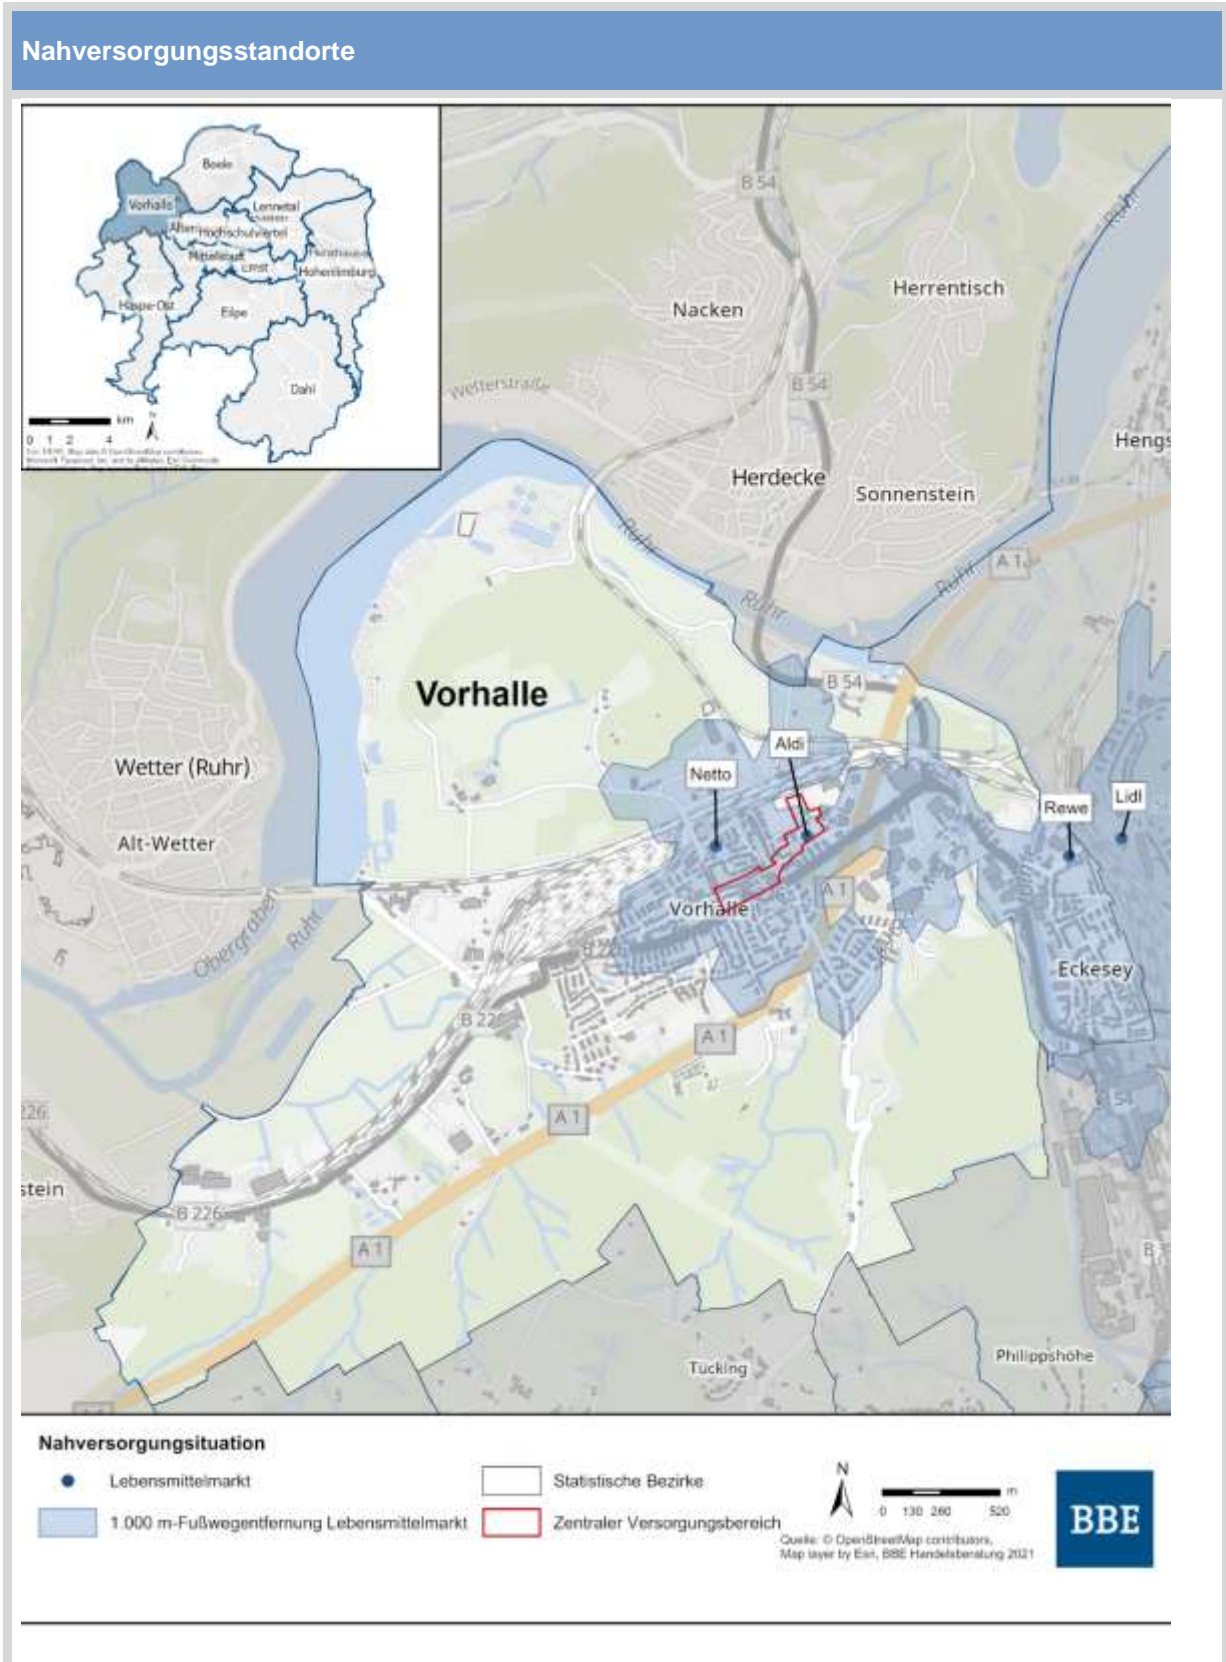 Nahversorgungsstandorte
Boele
Vorhalle
Lennetal
Hochschulviertel
Mittelstadt
Emst
Hohenlimburg
Haspe-Ost
Eilpe
Dahl
km
N
0 1 2 4
B 54
Ruhr
Herrentisch
Nacken
B 54
Wetterstraße
Hengs
Herdecke
Sonnenstein
Ruhr
A 1
Ruhr
Ruhr
Vorhalle
B 54
Aldi
Wetter (Ruhr)
Netto
Rewe
Lidl
Alt-Wetter
A 1
Vorhalle
Obergraben
Ruhr
Eckesey
B 226
A 1
B 54
226
A 1
stein
B 226
A 1
B
Tücking
Philippshöhe
Nahversorgungsituation
Lebensmittelmarkt
Statistische Bezirke
1.000 m-Fußwegentfernung Lebensmittelmarkt
Zentraler Versorgungsbereich
N
m
0 130 260 520
Quelle: © OpenStreetMap contributors,
Map layer by Esri, BBE Handelsberatung 2021
BBE